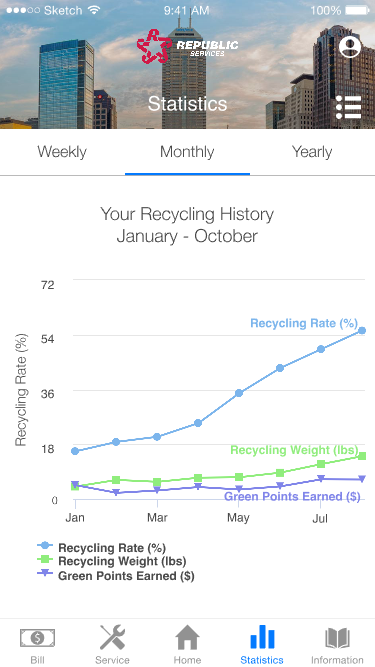 Sketch 9:41 AM 100%
REPUBLIC
SERVICES
Statistics
Weekly Monthly Yearly
Your Recycling History
January - October
Recycling Rate (%)
72
54
36
18
0
Recycling Rate (%)
Recycling Weight (lbs)
Green Points Earned ($)
Jan Mar May Jul
Recycling Rate (%)
Recycling Weight (lbs)
Green Points Earned ($)
Bill Service Home Statistics Information